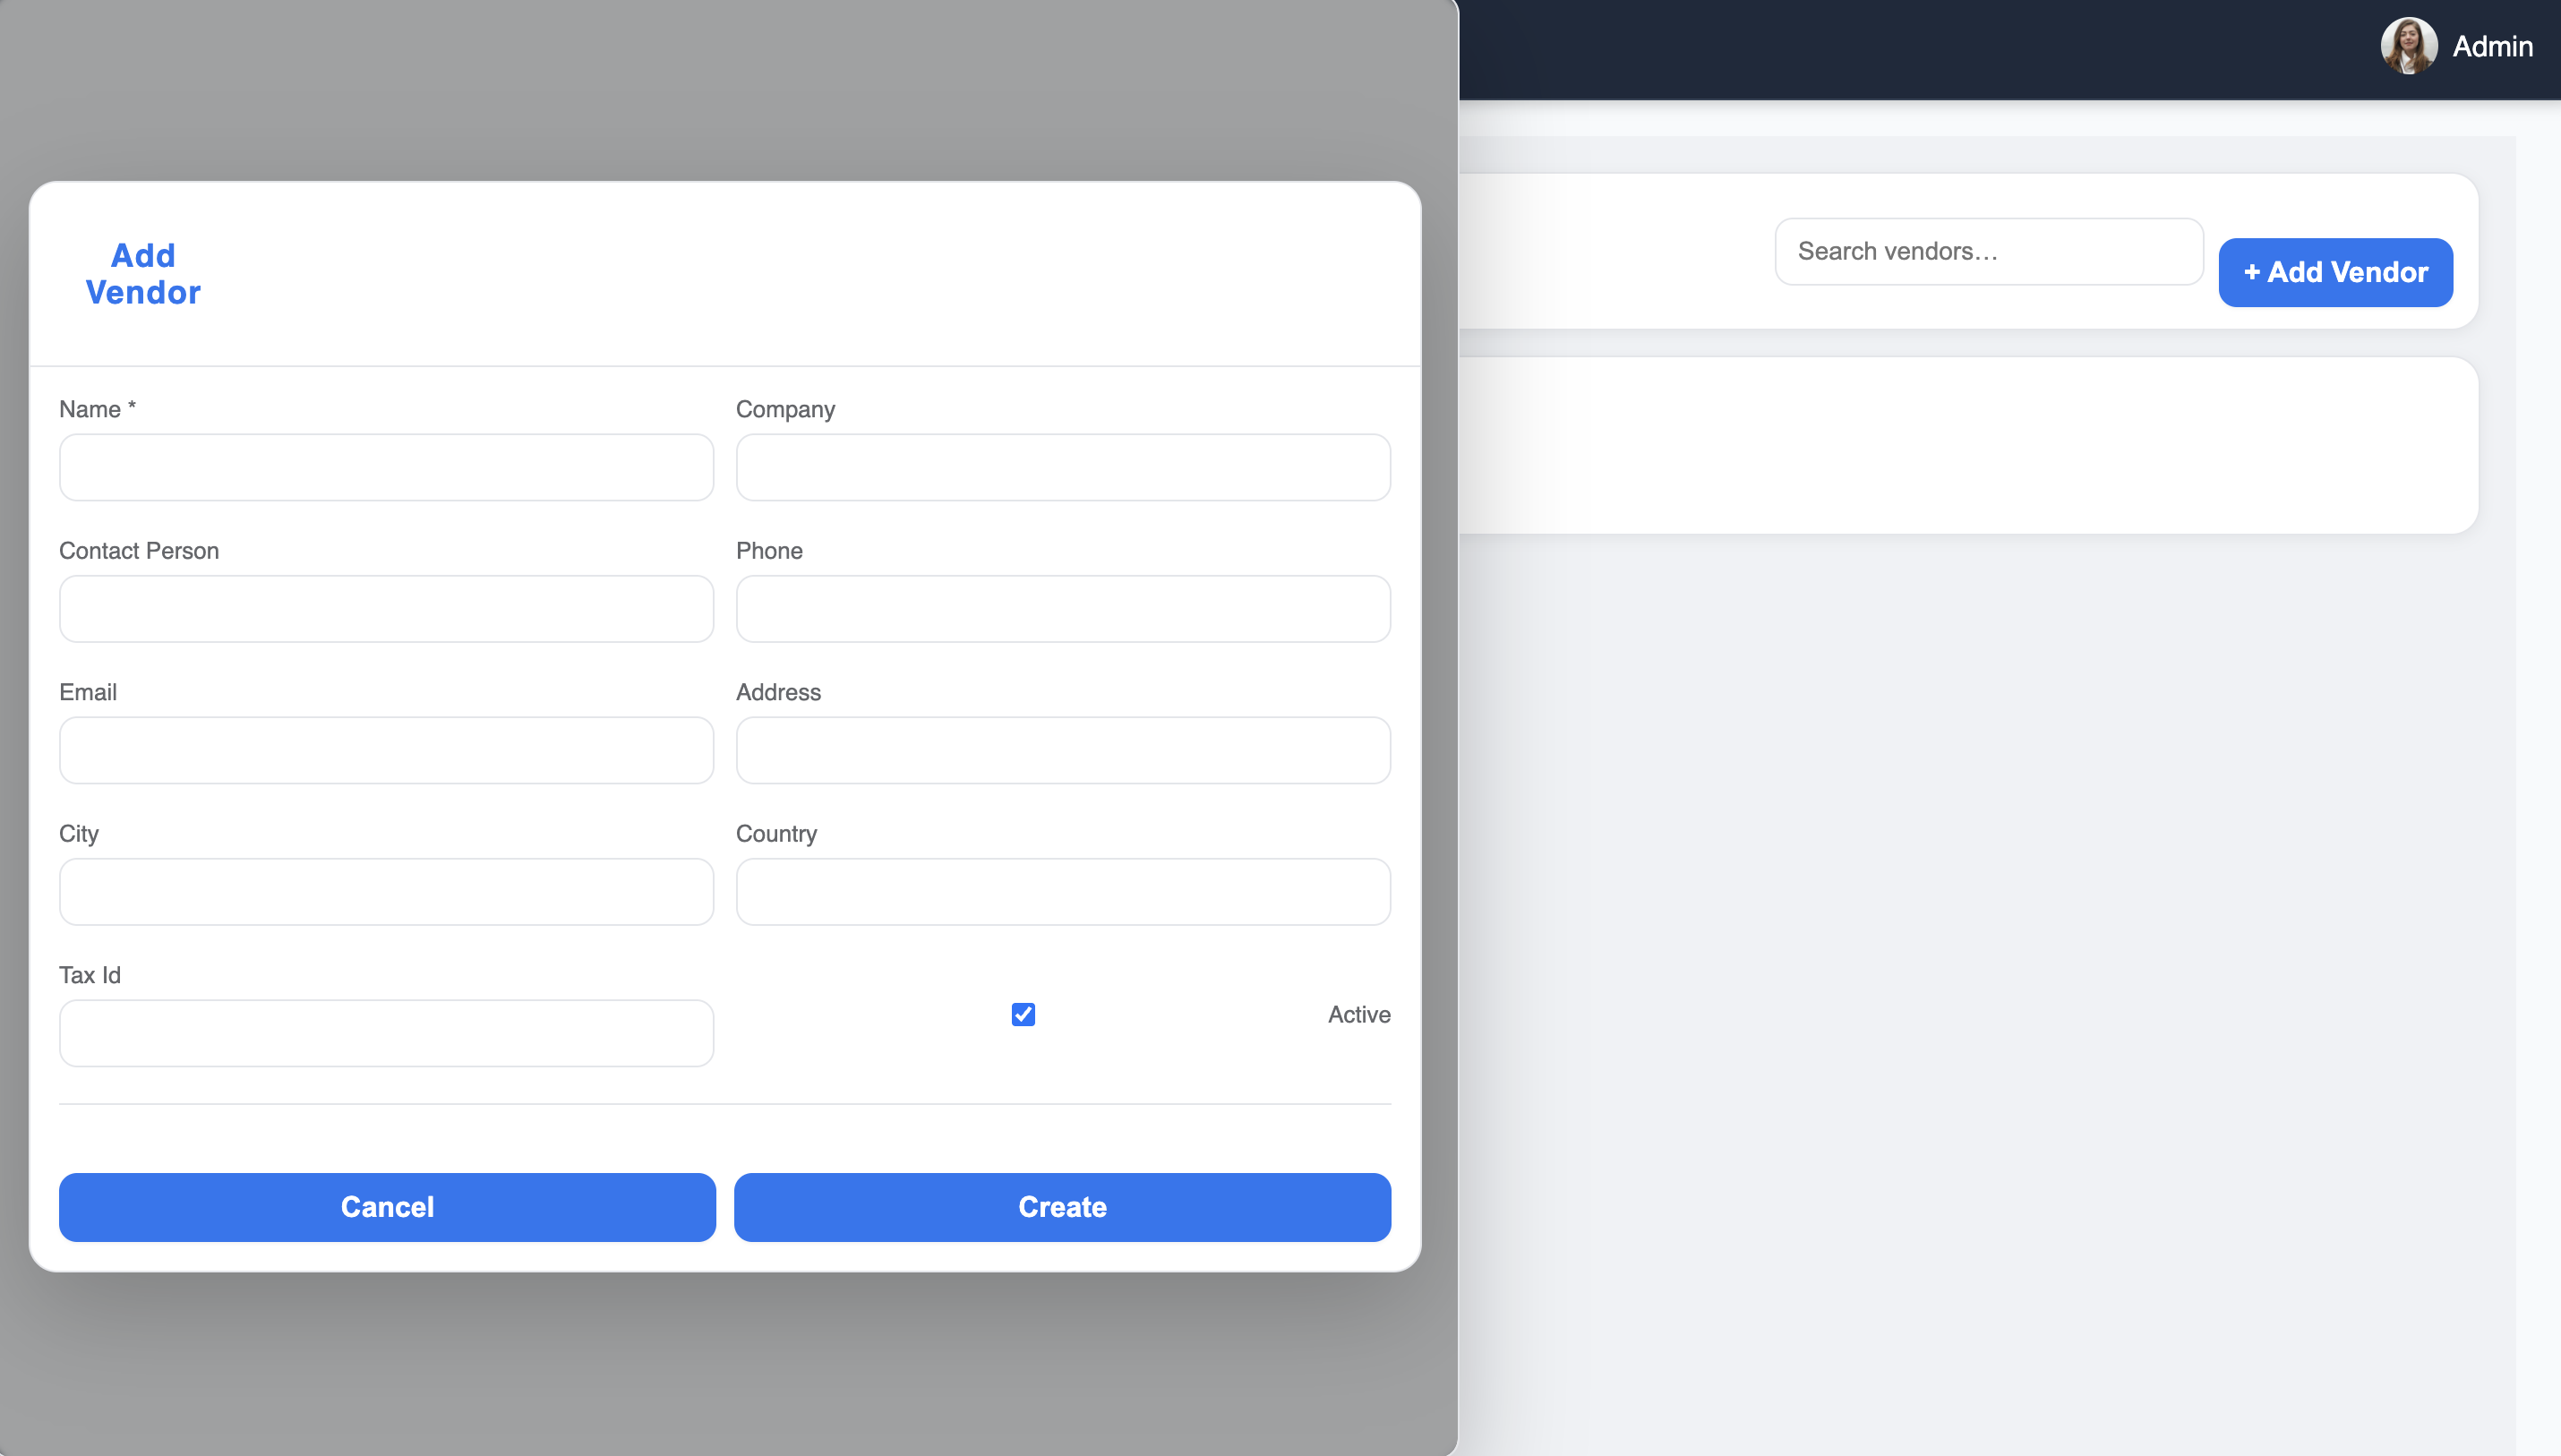 Admin
Search vendors...
+ Add Vendor
Add
Vendor
Name *
Company
Contact Person
Phone
Email
Address
City
Country
Tax Id
Active
Cancel
Create